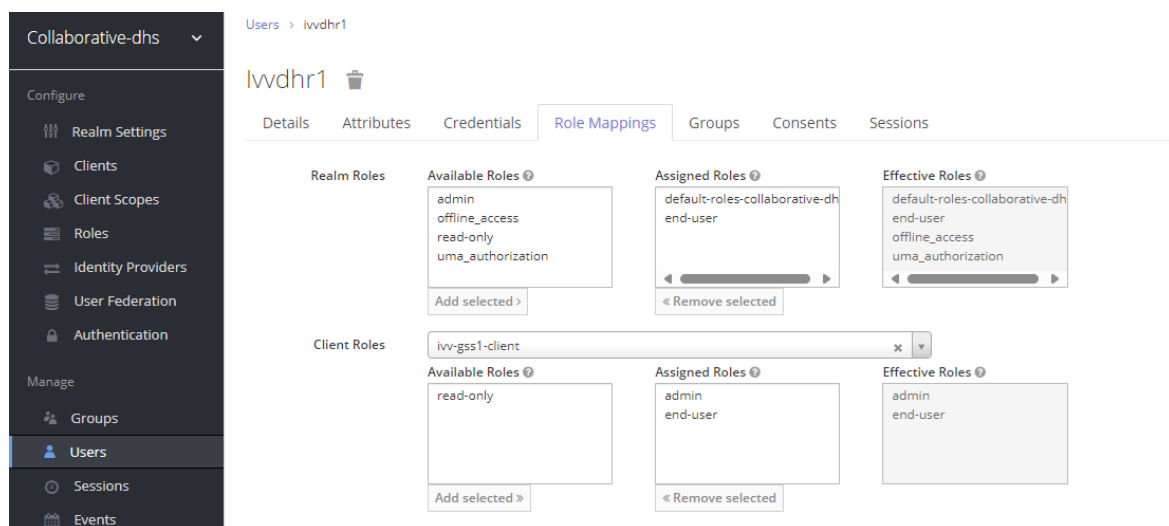 Collaborative-dhs
Configure
Realm Settings
Clients
Client Scopes
Roles
Identity Providers
User Federation
Authentication
Manage
Groups
Users
Sessions
Events
Users > ivvdhr1
Ivvdhr1
Details Attributes Credentials Role Mappings Groups Consents Sessions
Realm Roles
Available Roles
admin
offline_access
read-only
uma_authorization
Add selected >
Assigned Roles
default-roles-collaborative-dh
end-user
« Remove selected
Effective Roles
default-roles-collaborative-dh
end-user
offline_access
uma_authorization
Client Roles
ivv-gss1-client
Available Roles
read-only
Add selected »
Assigned Roles
admin
end-user
« Remove selected
Effective Roles
admin
end-user